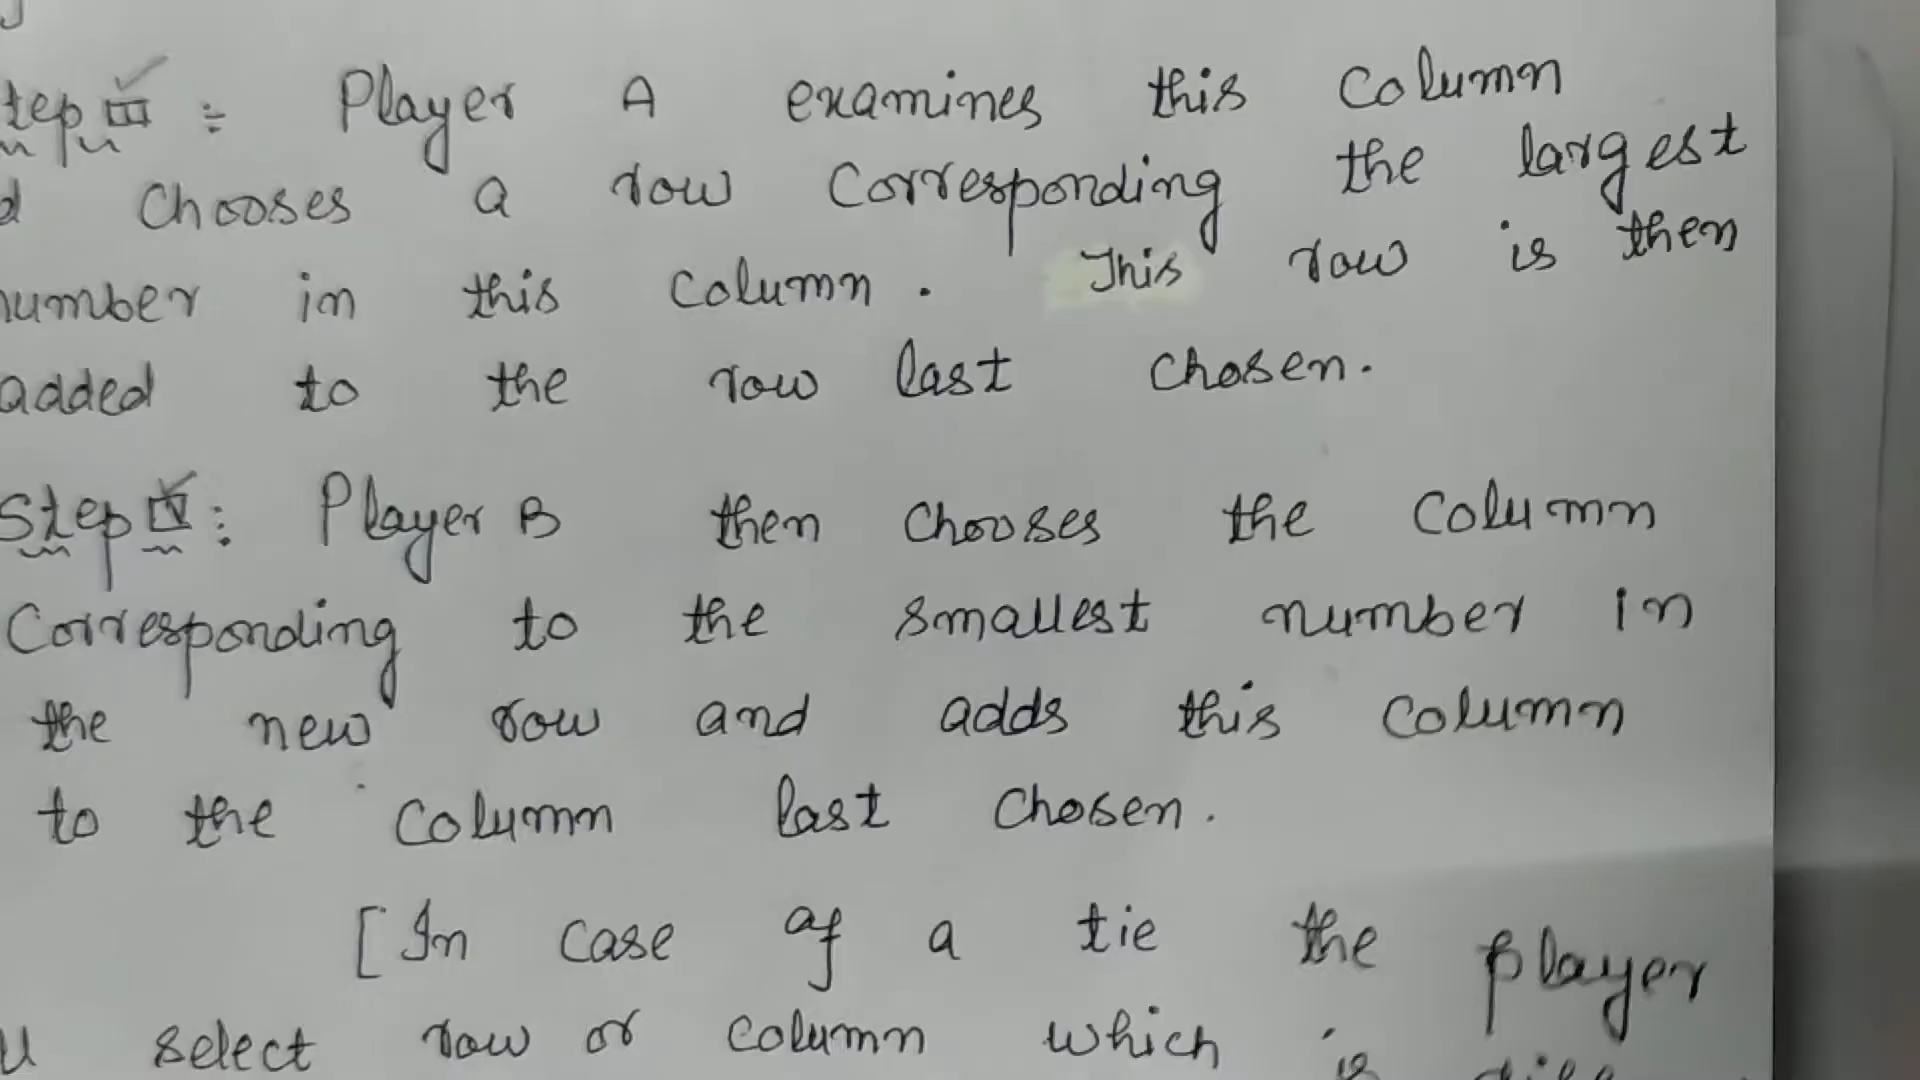 tep III : Player A examines this column
d chooses a row corresponding the largest
number in this column. This row is then
added to the row last chosen.
Step IV : Player B then chooses the column
corresponding to the smallest number in
the new row and adds this column
to the column last chosen.
[In case of a tie the player
select row or column which is